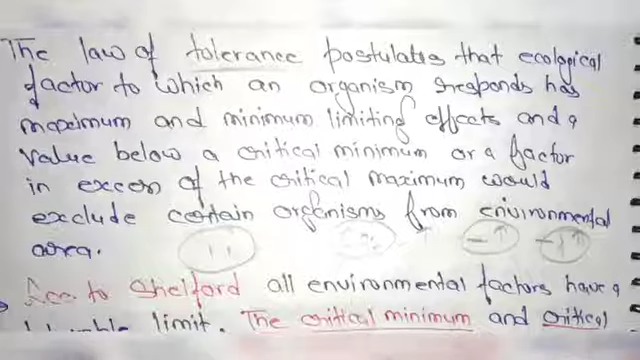 The law of tolerance postulates that ecological
factor to which an organism responds has
maximum and minimum limiting effects and a
value below a critical minimum or a factor
in excess of the critical maximum would
exclude certain organisms from environmental
area.
Acc to Shelford all environmental factors have a
limit. The critical minimum and critical